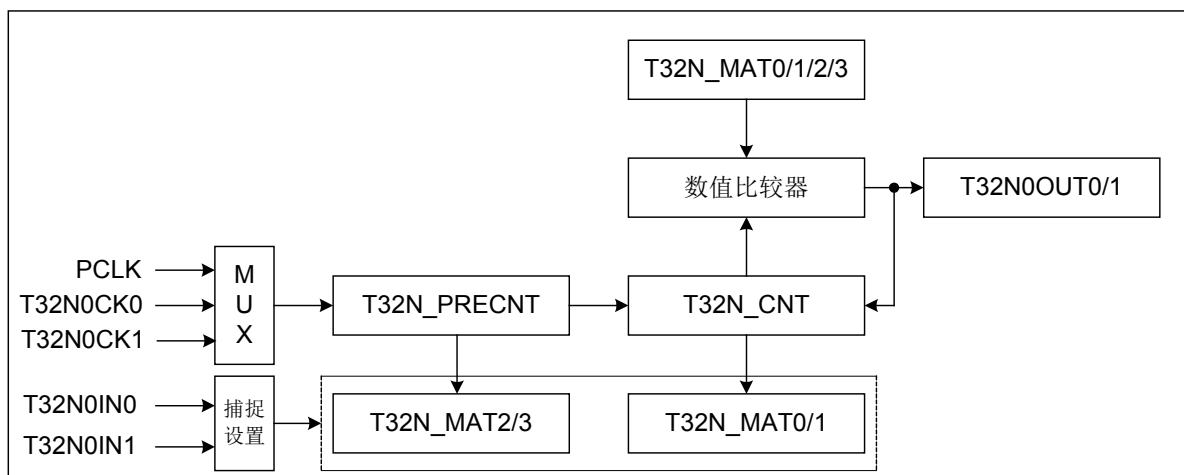 T32N_MAT0/1/2/3
数值比较器
T32N0OUT0/1
PCLK
T32N0CK0
T32N0CK1
M
U
X
T32N_PRECNT
T32N_CNT
T32N0IN0
T32N0IN1
捕捉
设置
T32N_MAT2/3
T32N_MAT0/1